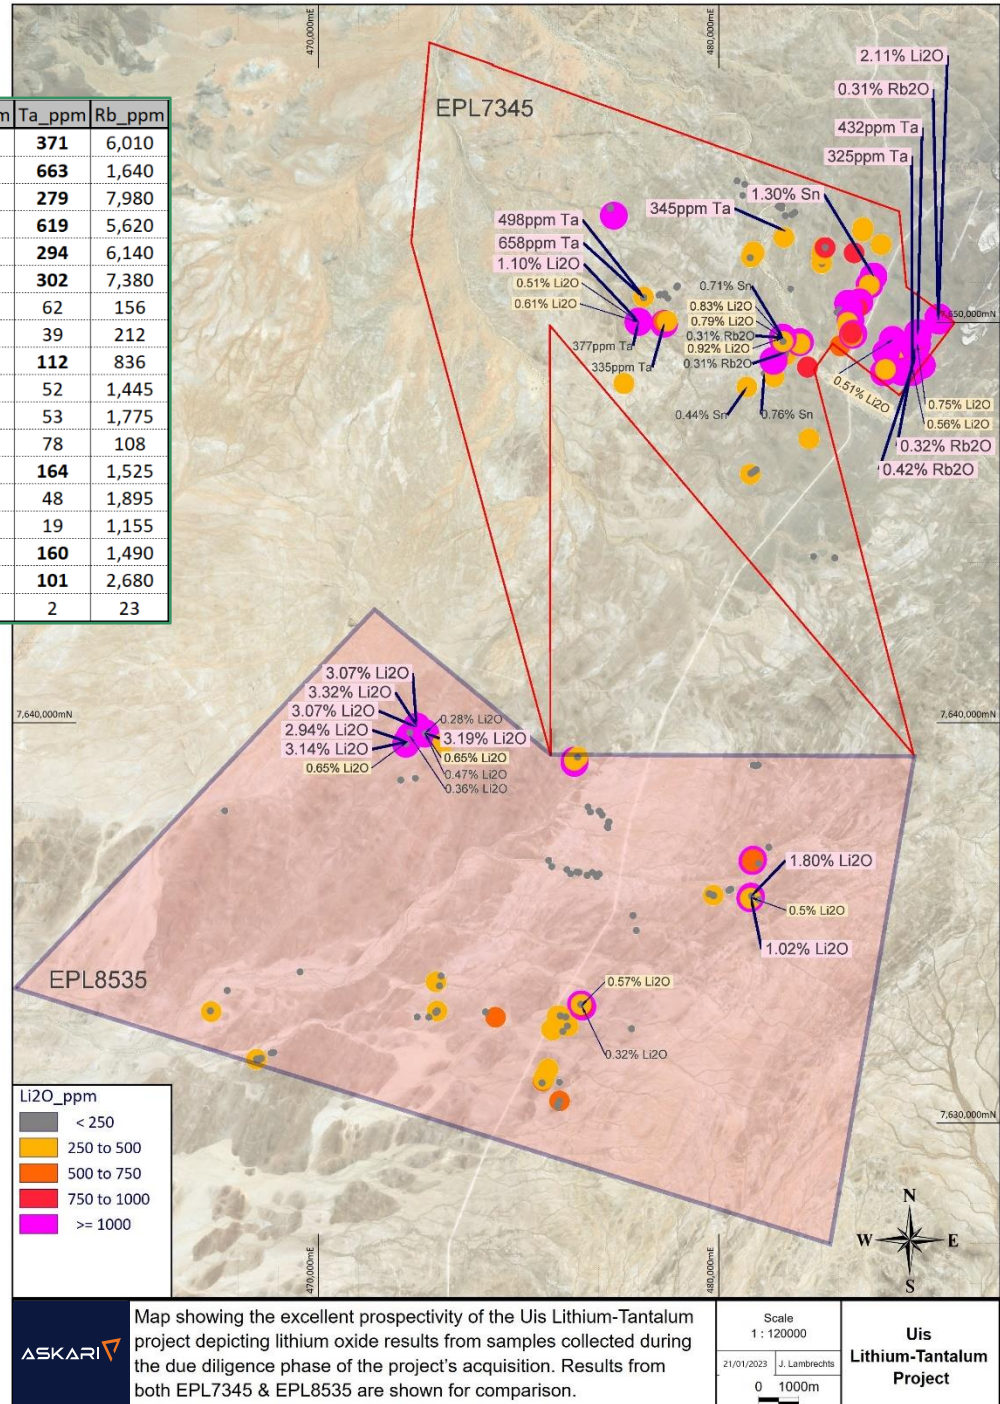 470,000mE
480,000mE
EPL7345
2.11% Li2O
0.31% Rb2O
432ppm Ta
325ppm Ta
1.30% Sn
345ppm Ta
498ppm Ta
658ppm Ta
1.10% Li2O
0.51% Li2O
0.61% Li2O
377ppm Ta
335ppm Ta
0.71% Sn
0.83% Li2O
0.79% Li2O
0.31% Rb2O
0.92% Li2O
0.31% Rb2O
0.44% Sn
0.76% Sn
7,650,000mN
0.51% Li2O
0.75% Li2O
0.56% Li2O
0.32% Rb2O
0.42% Rb2O
m Ta_ppm Rb_ppm
371 6,010
663 1,640
279 7,980
619 5,620
294 6,140
302 7,380
62 156
39 212
112 836
52 1,445
53 1,775
78 108
164 1,525
48 1,895
19 1,155
160 1,490
101 2,680
2 23
7,640,000mN
7,640,000mN
3.07% Li2O
3.32% Li2O
3.07% Li2O
2.94% Li2O
3.14% Li2O
0.65% Li2O
0.28% Li2O
3.19% Li2O
0.65% Li2O
0.47% Li2O
0.36% Li2O
1.80% Li2O
0.5% Li2O
1.02% Li2O
EPL8535
0.57% Li2O
0.32% Li2O
7,630,000mN
Li2O_ppm
< 250
250 to 500
500 to 750
750 to 1000
>= 1000
470,000mE
480,000mE
N
W E
S
ASKARI
Map showing the excellent prospectivity of the Uis Lithium-Tantalum
project depicting lithium oxide results from samples collected during
the due diligence phase of the project's acquisition. Results from
both EPL7345 & EPL8535 are shown for comparison.
Scale
1 : 120000
21/01/2023 J. Lambrechts
0 1000m
Uis
Lithium-Tantalum
Project